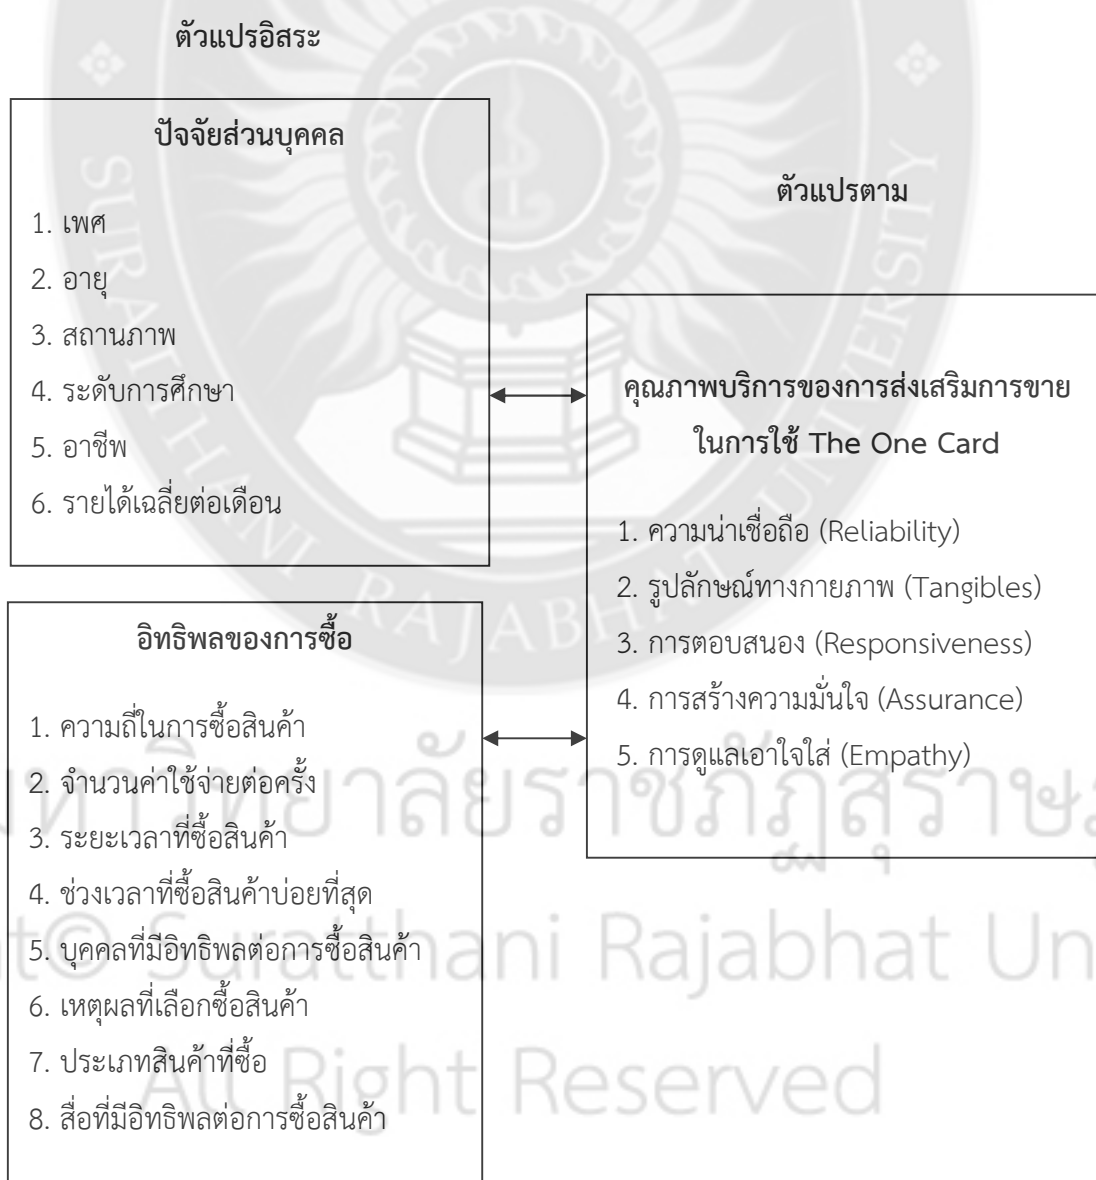 ตัวแปรอิสระ
ปัจจัยส่วนบุคคล
1. เพศ
2. อายุ
3. สถานภาพ
4. ระดับการศึกษา
5. อาชีพ
6. รายได้เฉลี่ยต่อเดือน
อิทธิพลของการซื้อ
1. ความถี่ในการซื้อสินค้า
2. จำนวนค่าใช้จ่ายต่อครั้ง
3. ระยะเวลาที่ซื้อสินค้า
4. ช่วงเวลาที่ซื้อสินค้าบ่อยที่สุด
5. บุคคลที่มีอิทธิพลต่อการซื้อสินค้า
6. เหตุผลที่เลือกซื้อสินค้า
7. ประเภทสินค้าที่ซื้อ
8. สื่อที่มีอิทธิพลต่อการซื้อสินค้า
ตัวแปรตาม
คุณภาพบริการของการส่งเสริมการขาย
ในการใช้ The One Card
1. ความน่าเชื่อถือ (Reliability)
2. รูปลักษณ์ทางกายภาพ (Tangibles)
3. การตอบสนอง (Responsiveness)
4. การสร้างความมั่นใจ (Assurance)
5. การดูแลเอาใจใส่ (Empathy)
SURATTHANI RAJABHAT UNIVERSITY
© Suratthani Rajabhat
All Right Reserved